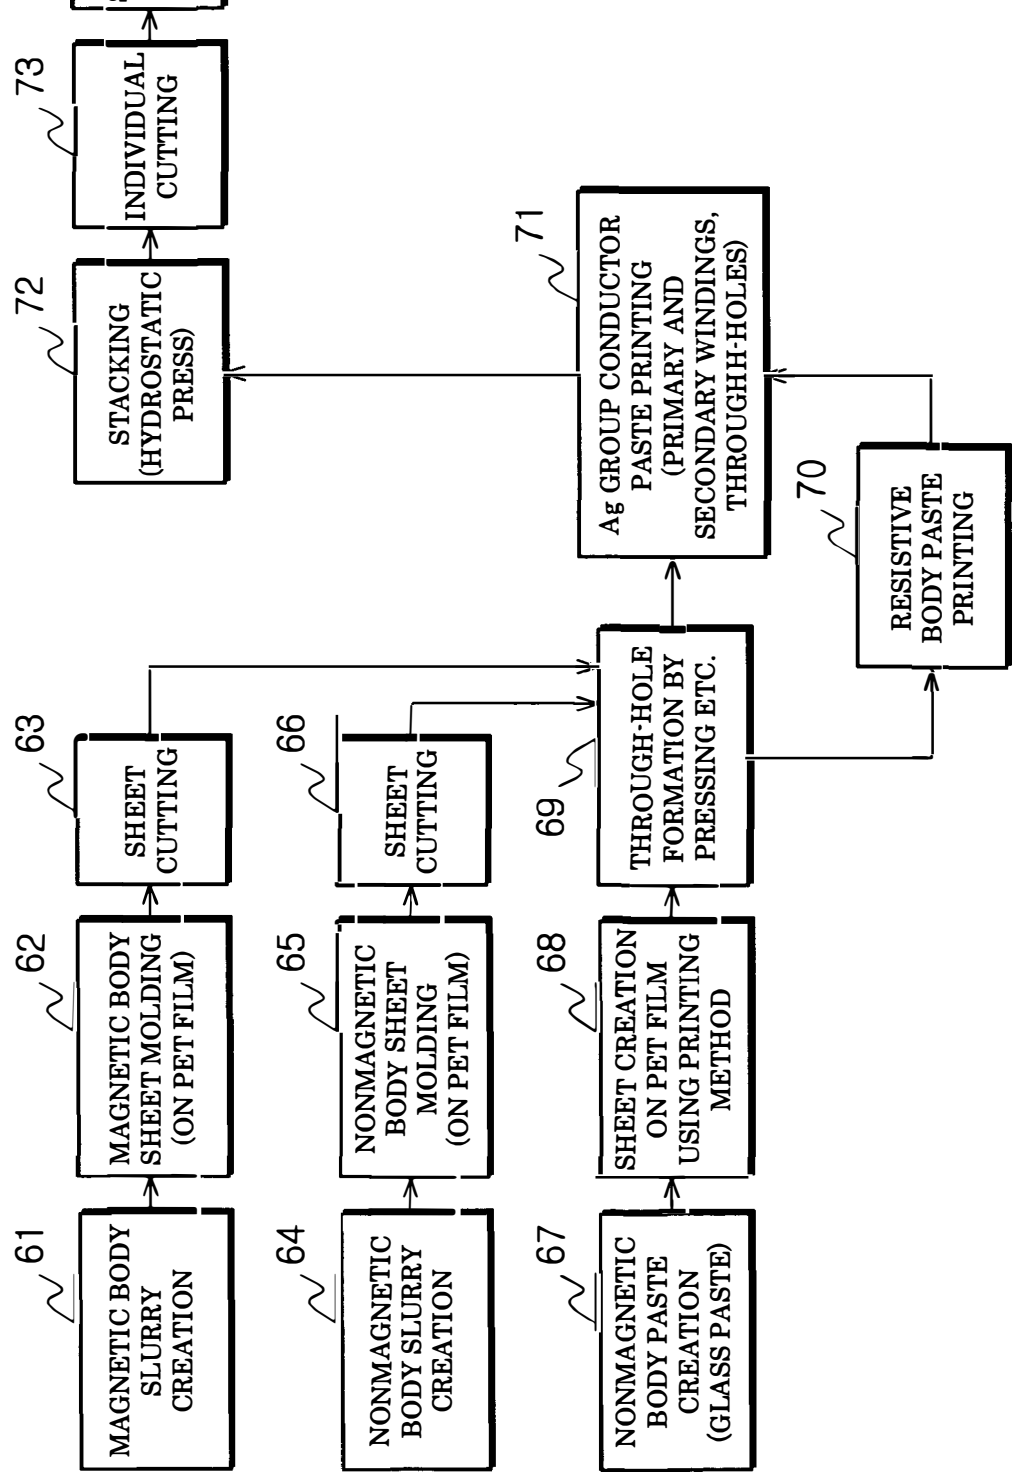 61
MAGNETIC BODY
SLURRY
CREATION
62
MAGNETIC BODY
SHEET MOLDING
(ON PET FILM)
63
SHEET
CUTTING
64
NONMAGNETIC
BODY SLURRY
CREATION
65
NONMAGNETIC
BODY SHEET
MOLDING
(ON PET FILM)
66
SHEET
CUTTING
67
NONMAGNETIC
BODY PASTE
CREATION
(GLASS PASTE)
68
SHEET CREATION
ON PET FILM
USING PRINTING
METHOD
69
THROUGH-HOLE
FORMATION BY
PRESSING ETC.
70
RESISTIVE
BODY PASTE
PRINTING
71
Ag GROUP CONDUCTOR
PASTE PRINTING
(PRIMARY AND
SECONDARY WINDINGS,
THROUGHH-HOLES)
72
STACKING
(HYDROSTATIC
PRESS)
73
INDIVIDUAL
CUTTING